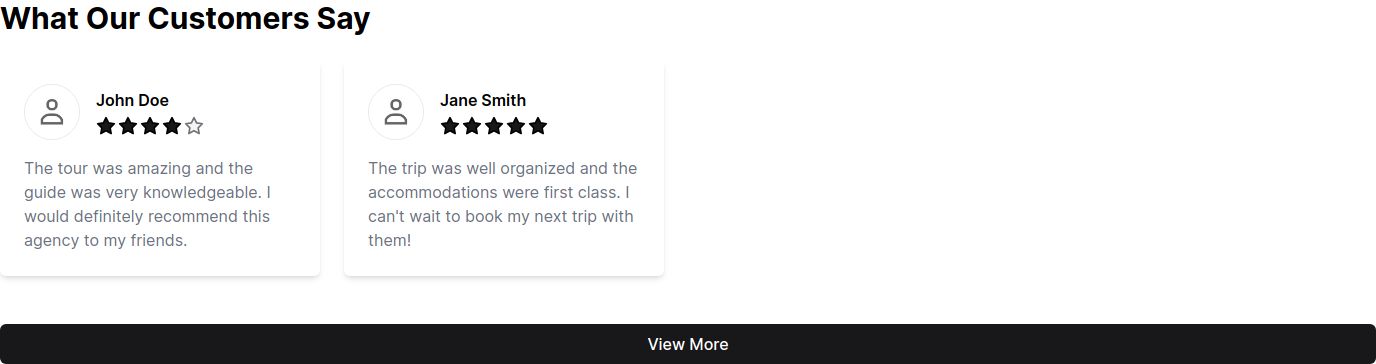 What Our Customers Say
John Doe
The tour was amazing and the
guide was very knowledgeable. I
would definitely recommend this
agency to my friends.
Jane Smith
The trip was well organized and the
accommodations were first class. I
can't wait to book my next trip with
them!
View More